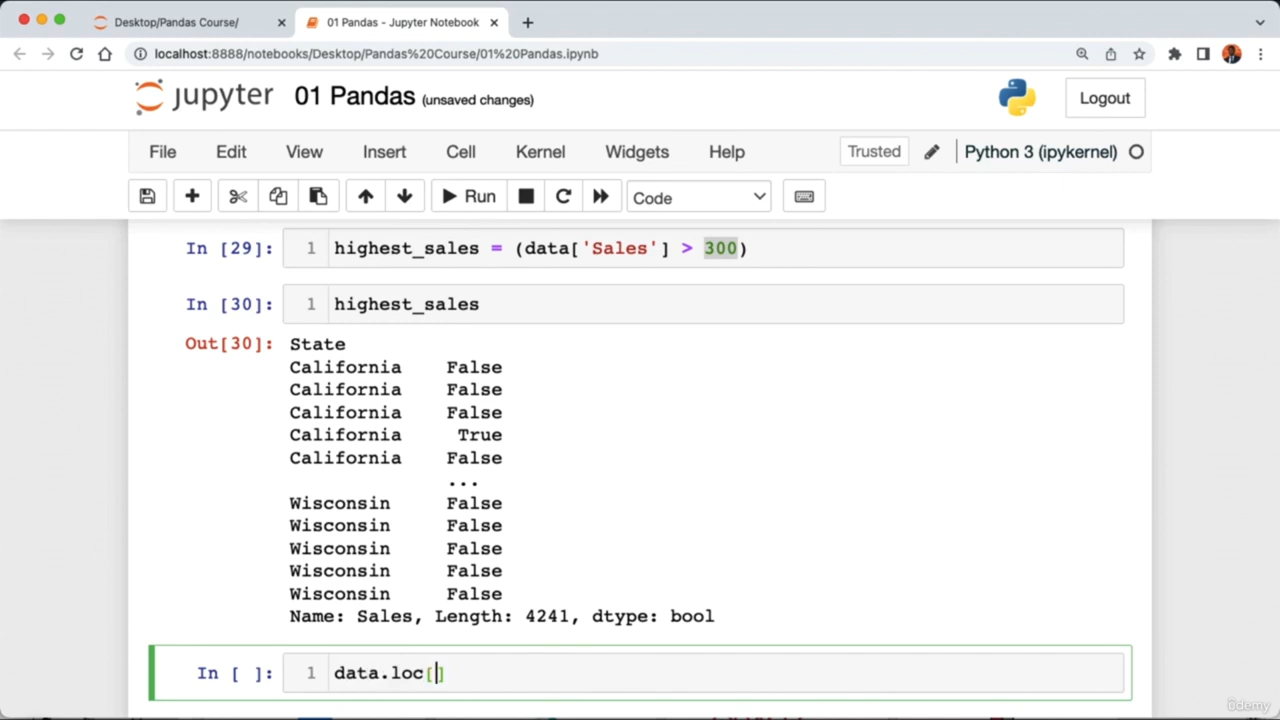 Desktop/Pandas Course/ 01 Pandas - Jupyter Notebook
localhost:8888/notebooks/Desktop/Pandas%20Course/01%20Pandas.ipynb
jupyter 01 Pandas (unsaved changes) Logout
File Edit View Insert Cell Kernel Widgets Help Trusted Python 3 (ipykernel)
Run Code
In [29]: 1 highest_sales = (data['Sales'] > 300)
In [30]: 1 highest_sales
Out[30]: State
California False
California False
California False
California True
California False
...
Wisconsin False
Wisconsin False
Wisconsin False
Wisconsin False
Wisconsin False
Name: Sales, Length: 4241, dtype: bool
In [ ]: 1 data.loc[]
ûdemy